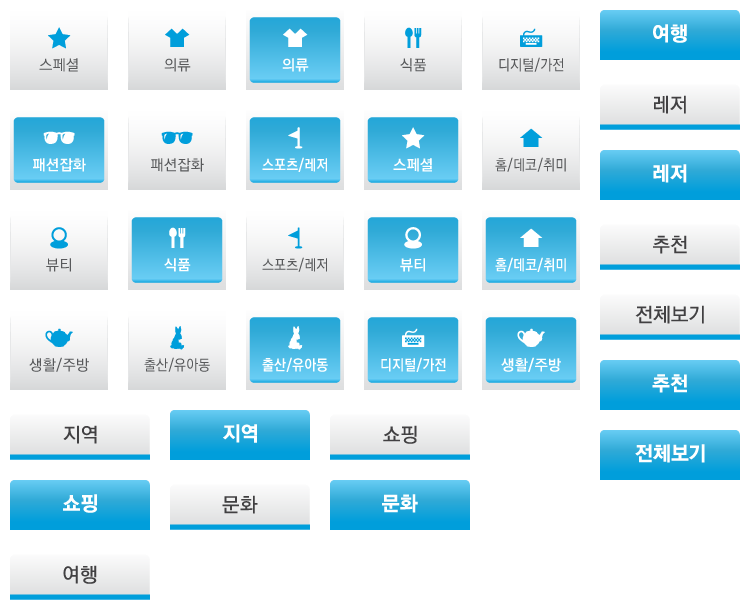 스페셜
의류
의류
식품
디지털/가전
여행
패션잡화
패션잡화
스포츠/레저
스페셜
홈/데코/취미
레저
레저
뷰티
식품
스포츠/레저
뷰티
홈/데코/취미
추천
전체보기
생활/주방
출산/유아동
출산/유아동
디지털/가전
생활/주방
추천
지역
지역
쇼핑
전체보기
쇼핑
문화
문화
여행